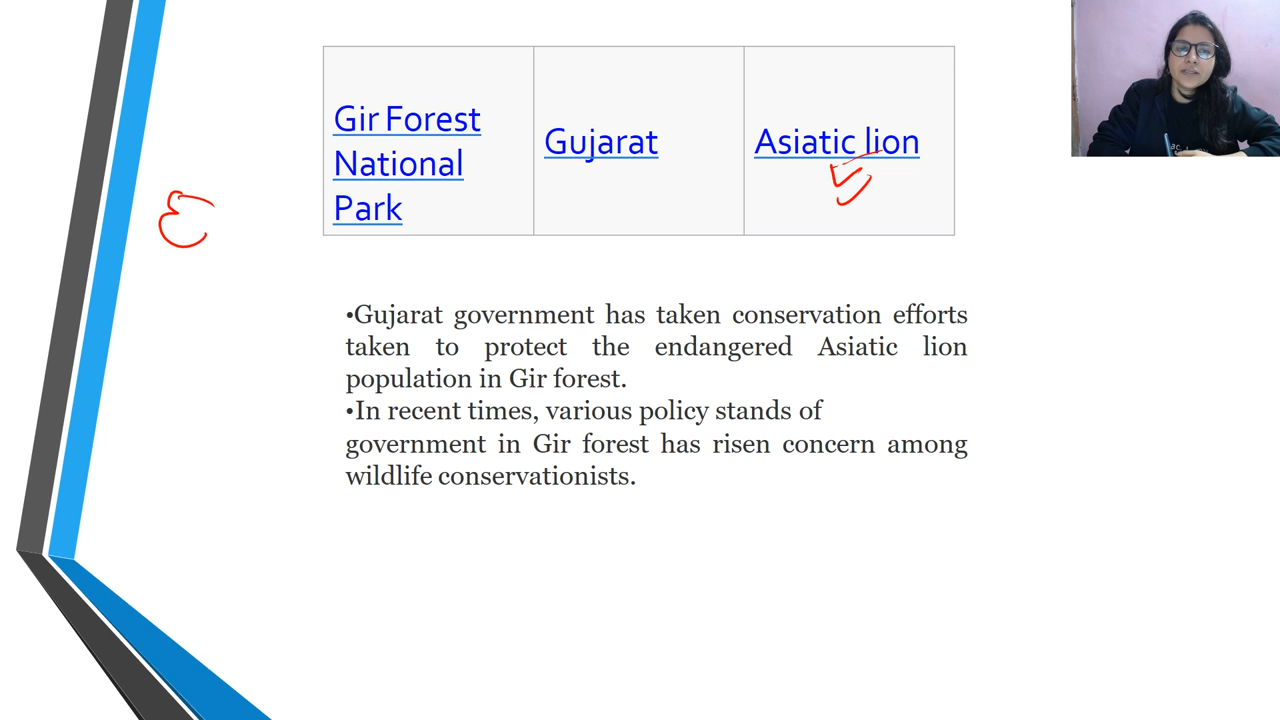 Gir Forest
National
Park
Gujarat
Asiatic lion
•Gujarat government has taken conservation efforts
taken to protect the endangered Asiatic lion
population in Gir forest.
•In recent times, various policy stands of
government in Gir forest has risen concern among
wildlife conservationists.